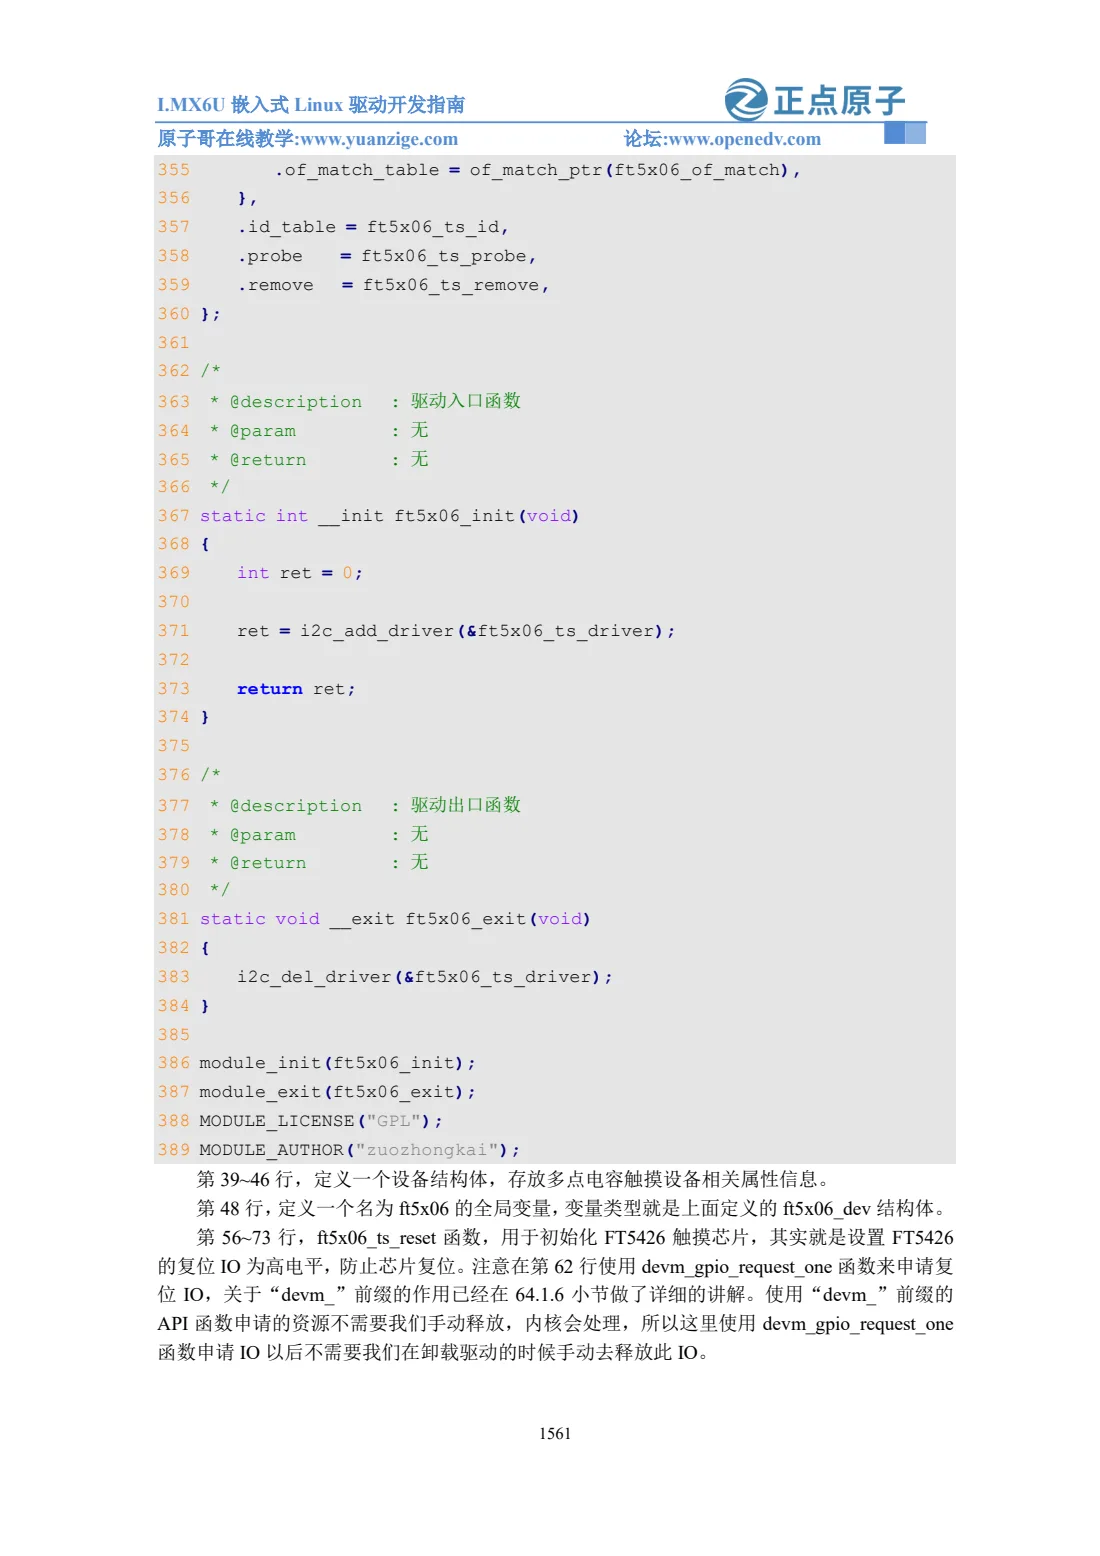 I.MX6U 嵌入式 Linux 驱动开发指南
正点原子
原子哥在线教学:www.yuanzige.com 论坛:www.openedv.com
355 .of_match_table = of_match_ptr(ft5x06_of_match),
356 },
357 .id_table = ft5x06_ts_id,
358 .probe = ft5x06_ts_probe,
359 .remove = ft5x06_ts_remove,
360 };
361
362 /*
363 * @description : 驱动入口函数
364 * @param : 无
365 * @return : 无
366 */
367 static int __init ft5x06_init(void)
368 {
369 int ret = 0;
370
371 ret = i2c_add_driver(&ft5x06_ts_driver);
372
373 return ret;
374 }
375
376 /*
377 * @description : 驱动出口函数
378 * @param : 无
379 * @return : 无
380 */
381 static void __exit ft5x06_exit(void)
382 {
383 i2c_del_driver(&ft5x06_ts_driver);
384 }
385
386 module_init(ft5x06_init);
387 module_exit(ft5x06_exit);
388 MODULE_LICENSE("GPL");
389 MODULE_AUTHOR("zuozhongkai");
第 39~46 行，定义一个设备结构体，存放多点电容触摸设备相关属性信息。
第 48 行，定义一个名为 ft5x06 的全局变量，变量类型就是上面定义的 ft5x06_dev 结构体。
第 56~73 行，ft5x06_ts_reset 函数，用于初始化 FT5426 触摸芯片，其实就是设置 FT5426
的复位 IO 为高电平，防止芯片复位。注意在第 62 行使用 devm_gpio_request_one 函数来申请复
位 IO，关于“devm_”前缀的作用已经在 64.1.6 小节做了详细的讲解。使用“devm_”前缀的
API 函数申请的资源不需要我们手动释放，内核会处理，所以这里使用 devm_gpio_request_one
函数申请 IO 以后不需要我们在卸载驱动的时候手动去释放此 IO。
1561